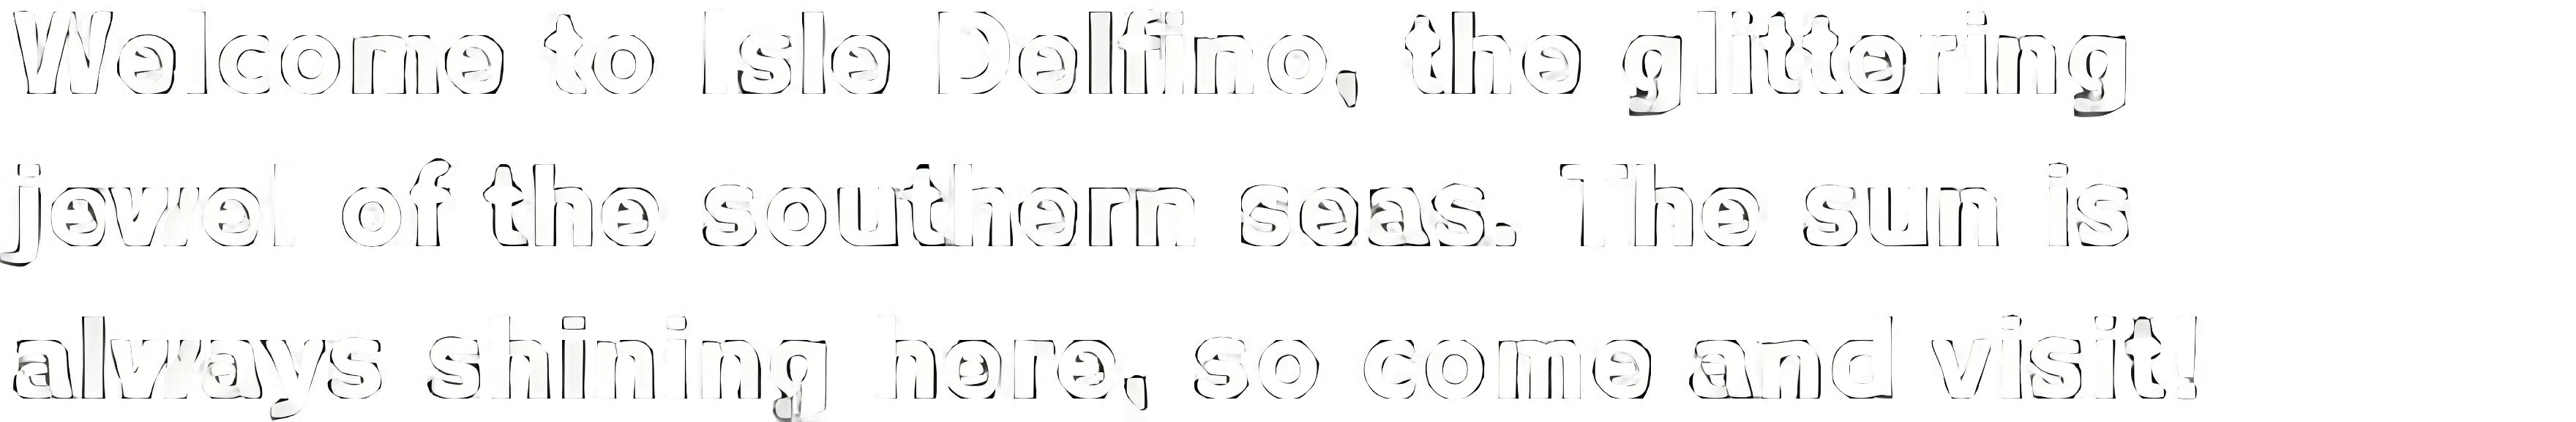 Welcome to Isle Delfino, the glittering
jewel of the southern seas. The sun is
always shining here, so come and visit!